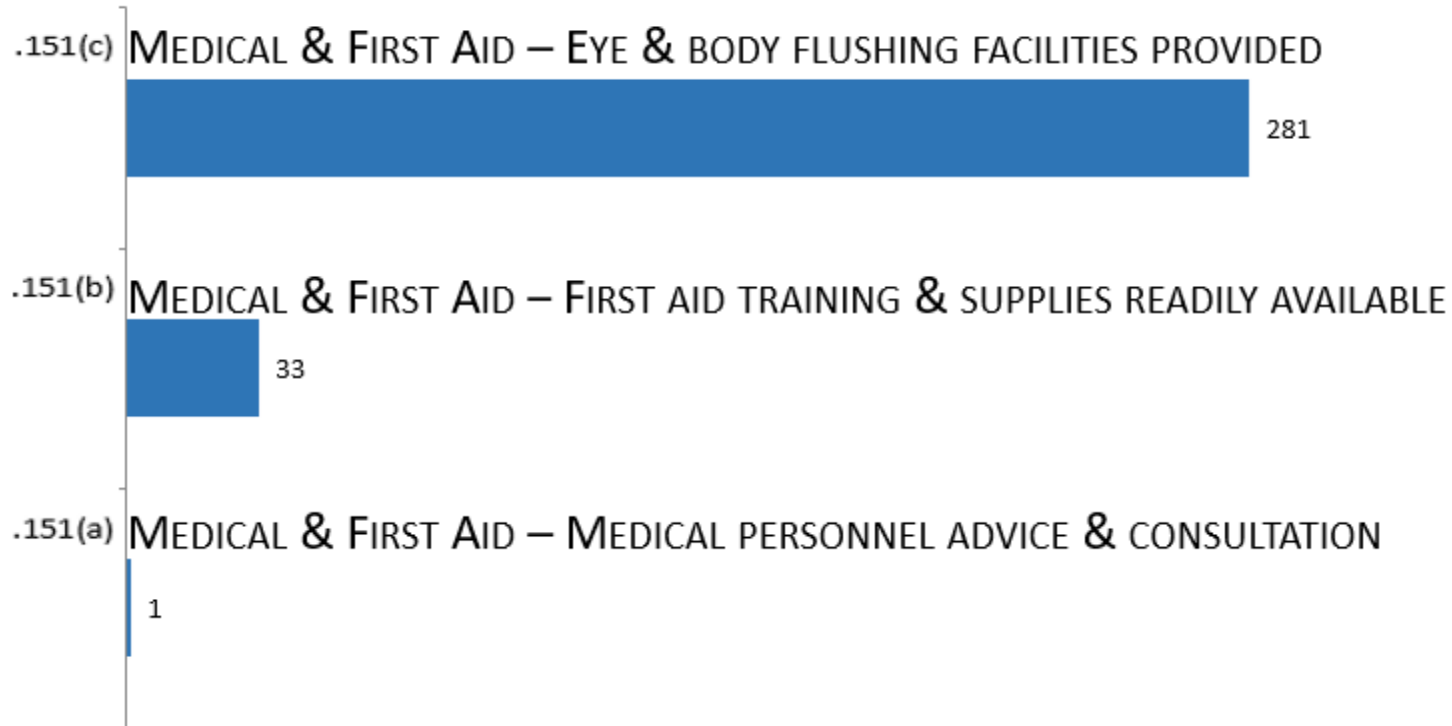 .151(c) Medical & First Aid – Eye & body flushing facilities provided
281
.151(b) Medical & First Aid – First aid training & supplies readily available
33
.151(a) Medical & First Aid – Medical personnel advice & consultation
1